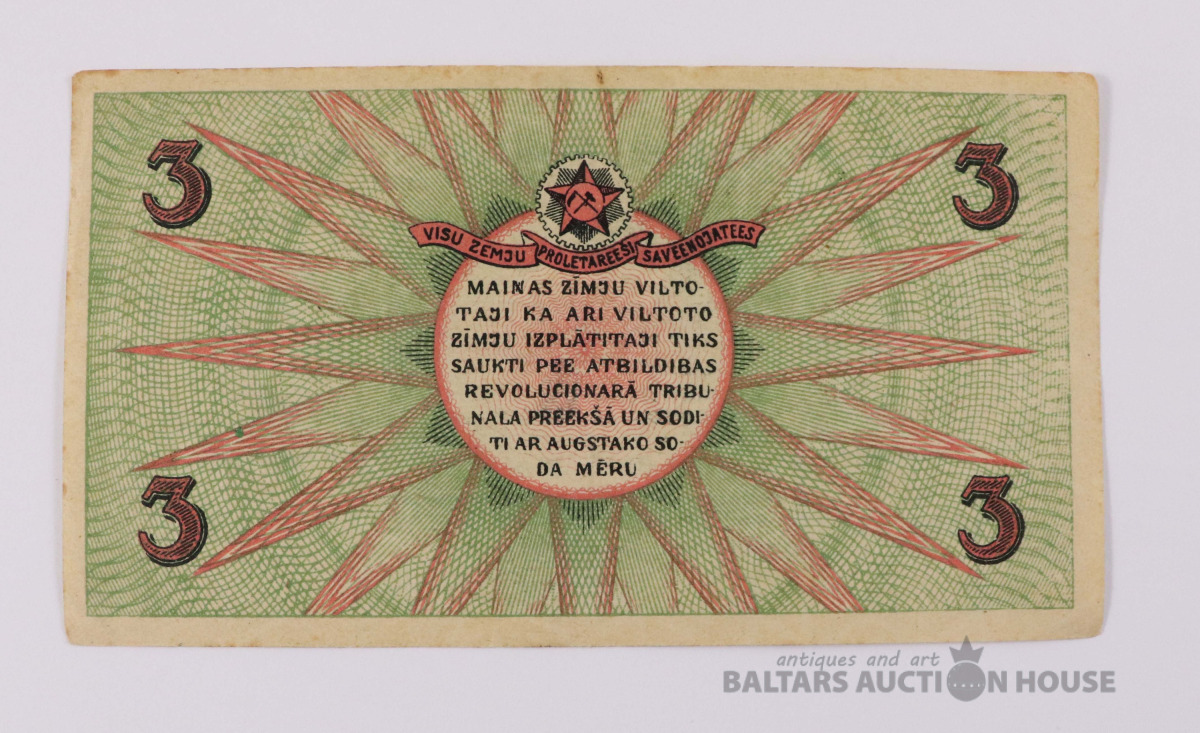 3 3
VISU ZEMJU PROLETAREEŠI SAVEENOJATEES
MAIŅAS ZĪMJU VILTO-
TAJI KA ARI VILTOTO
ZĪMJU IZPLĀTITAJI TIKS
SAUKTI PEE ATBILDIBAS
REVOLUCIONARĀ TRIBU-
NALA PREEKŠĀ UN SODI-
TI AR AUGSTAKO SO-
DA MĒRU
3 3
antiques and art
BALTARS AUCTION HOUSE